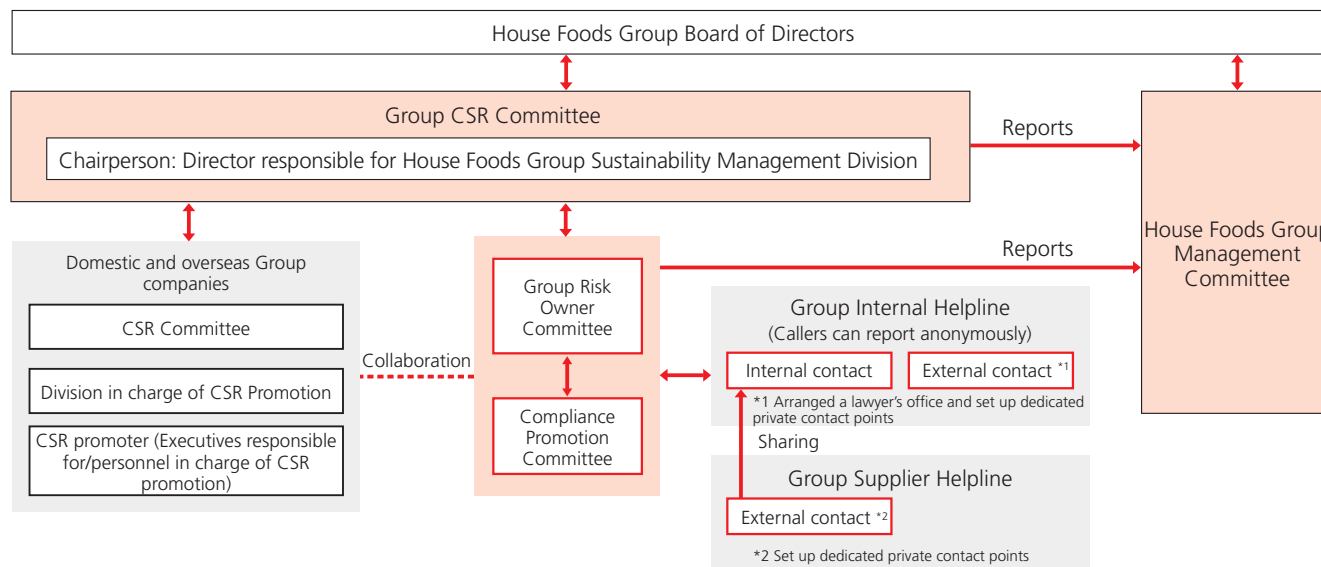 House Foods Group Board of Directors
Group CSR Committee
Chairperson: Director responsible for House Foods Group Sustainability Management Division
Reports
House Foods Group
Management
Committee
Domestic and overseas Group
companies
CSR Committee
Division in charge of CSR Promotion
CSR promoter (Executives responsible
for/personnel in charge of CSR
promotion)
Collaboration
Group Risk
Owner
Committee
Compliance
Promotion
Committee
Reports
Group Internal Helpline
(Callers can report anonymously)
Internal contact
External contact *1
*1 Arranged a lawyer's office and set up dedicated
private contact points
Sharing
Group Supplier Helpline
External contact *2
*2 Set up dedicated private contact points